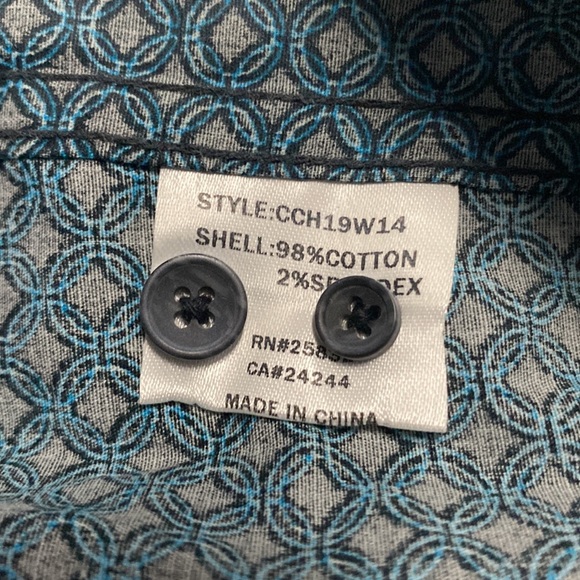 STYLE:CCH19W14
SHELL:98%COTTON
2%
CA#24244
MADE IN CHINA